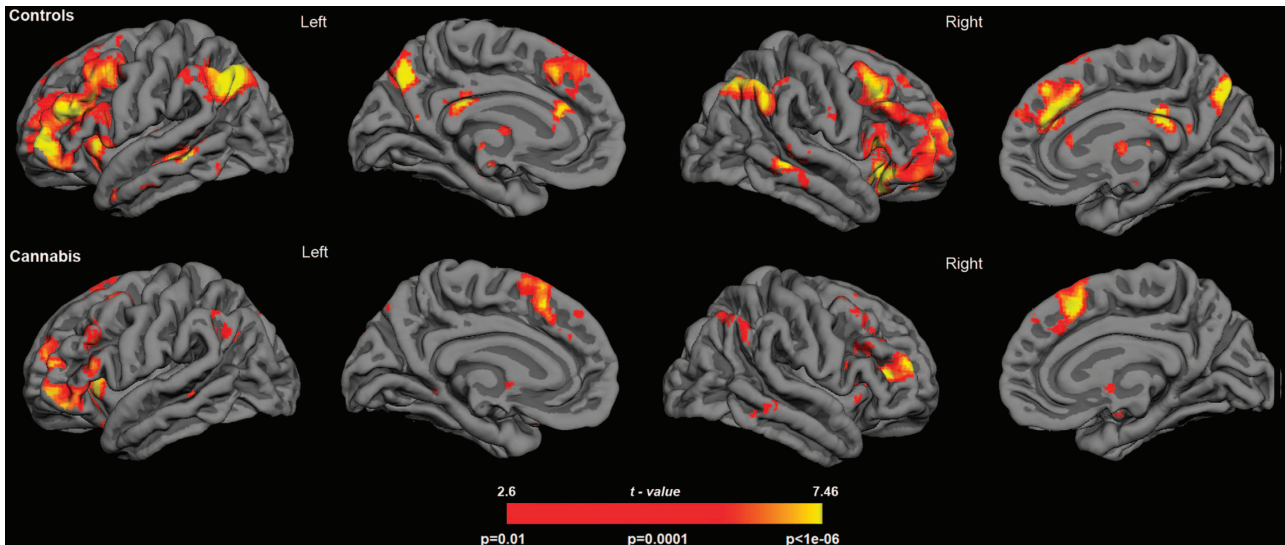 Controls
Left
Right
Cannabis
Left
Right
2.6 t - value 7.46
p=0.01 p=0.0001 p<1e-06